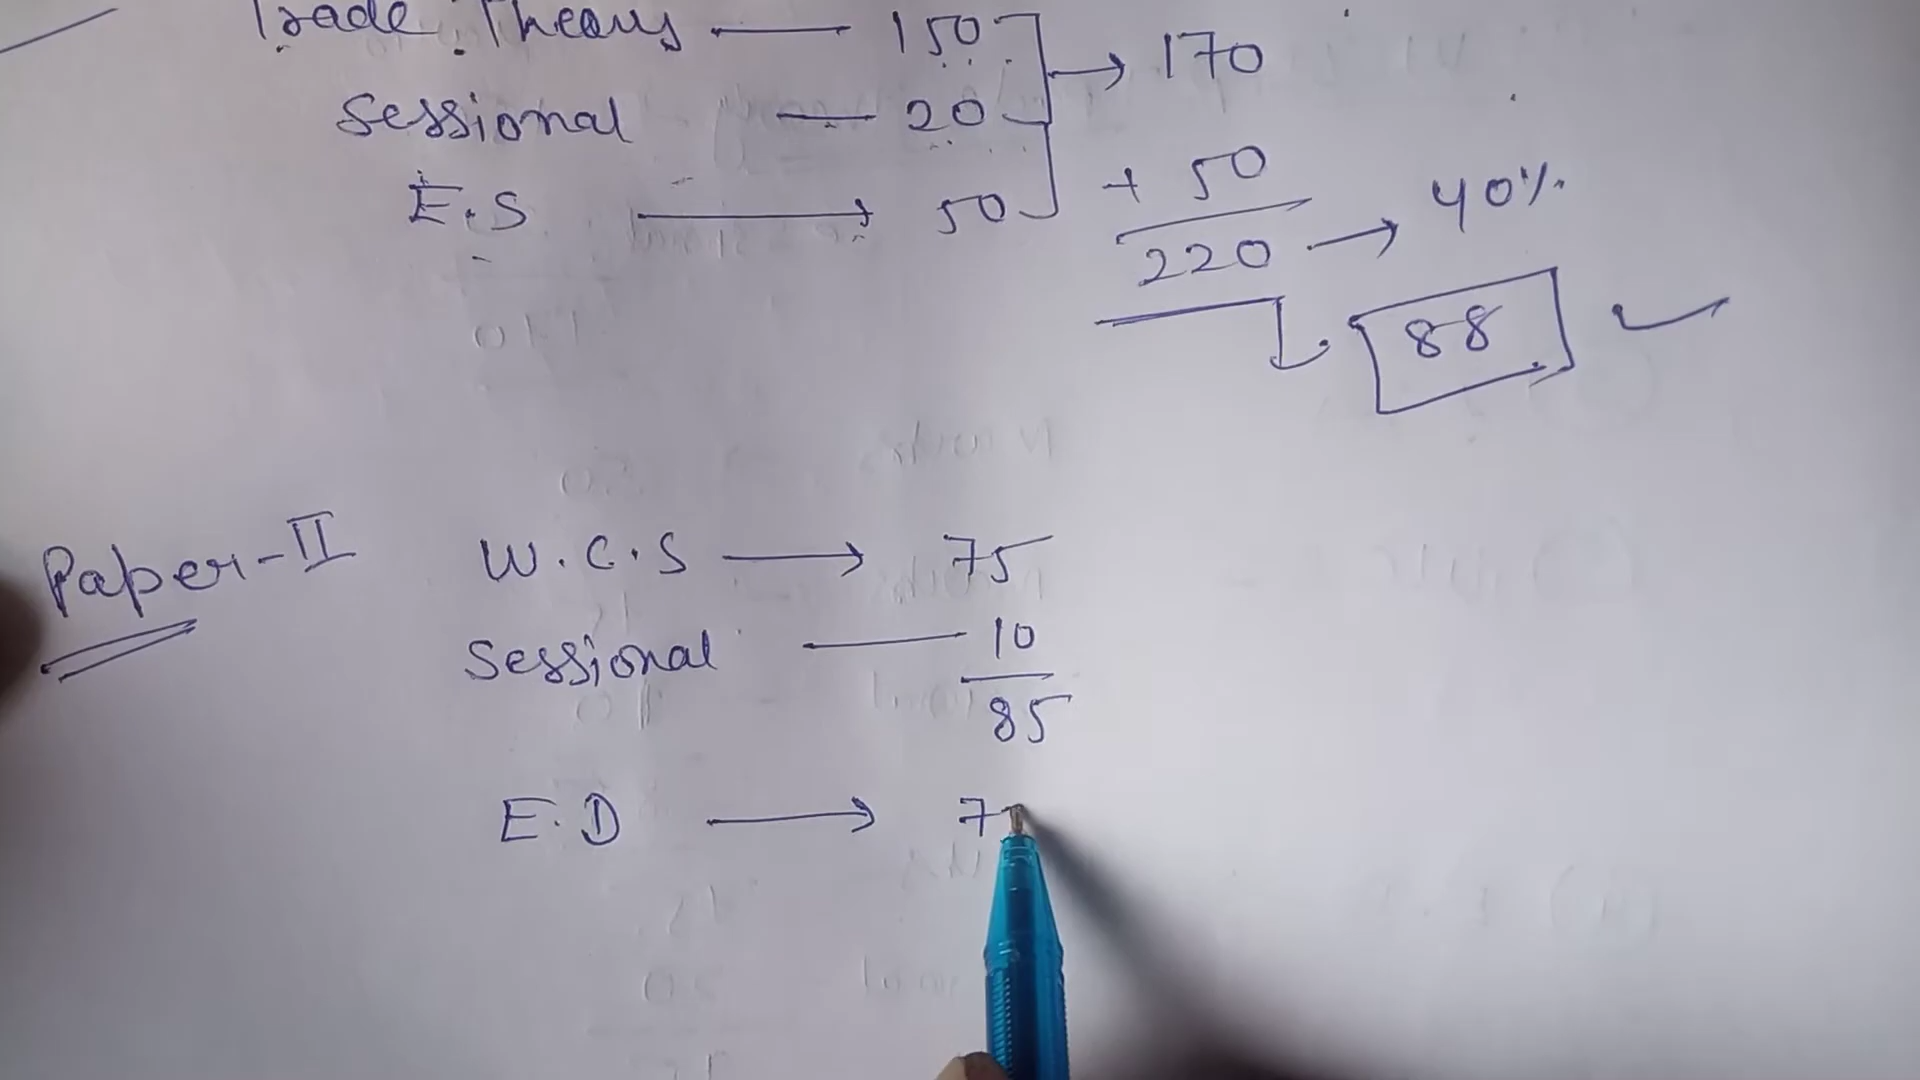 Trade Theory — 150 → 170
Sessional — 20
E.S → 50
+ 50
220 → 40%
88
Paper-II W.C.S → 75
Sessional — 10
85
E.D → 7